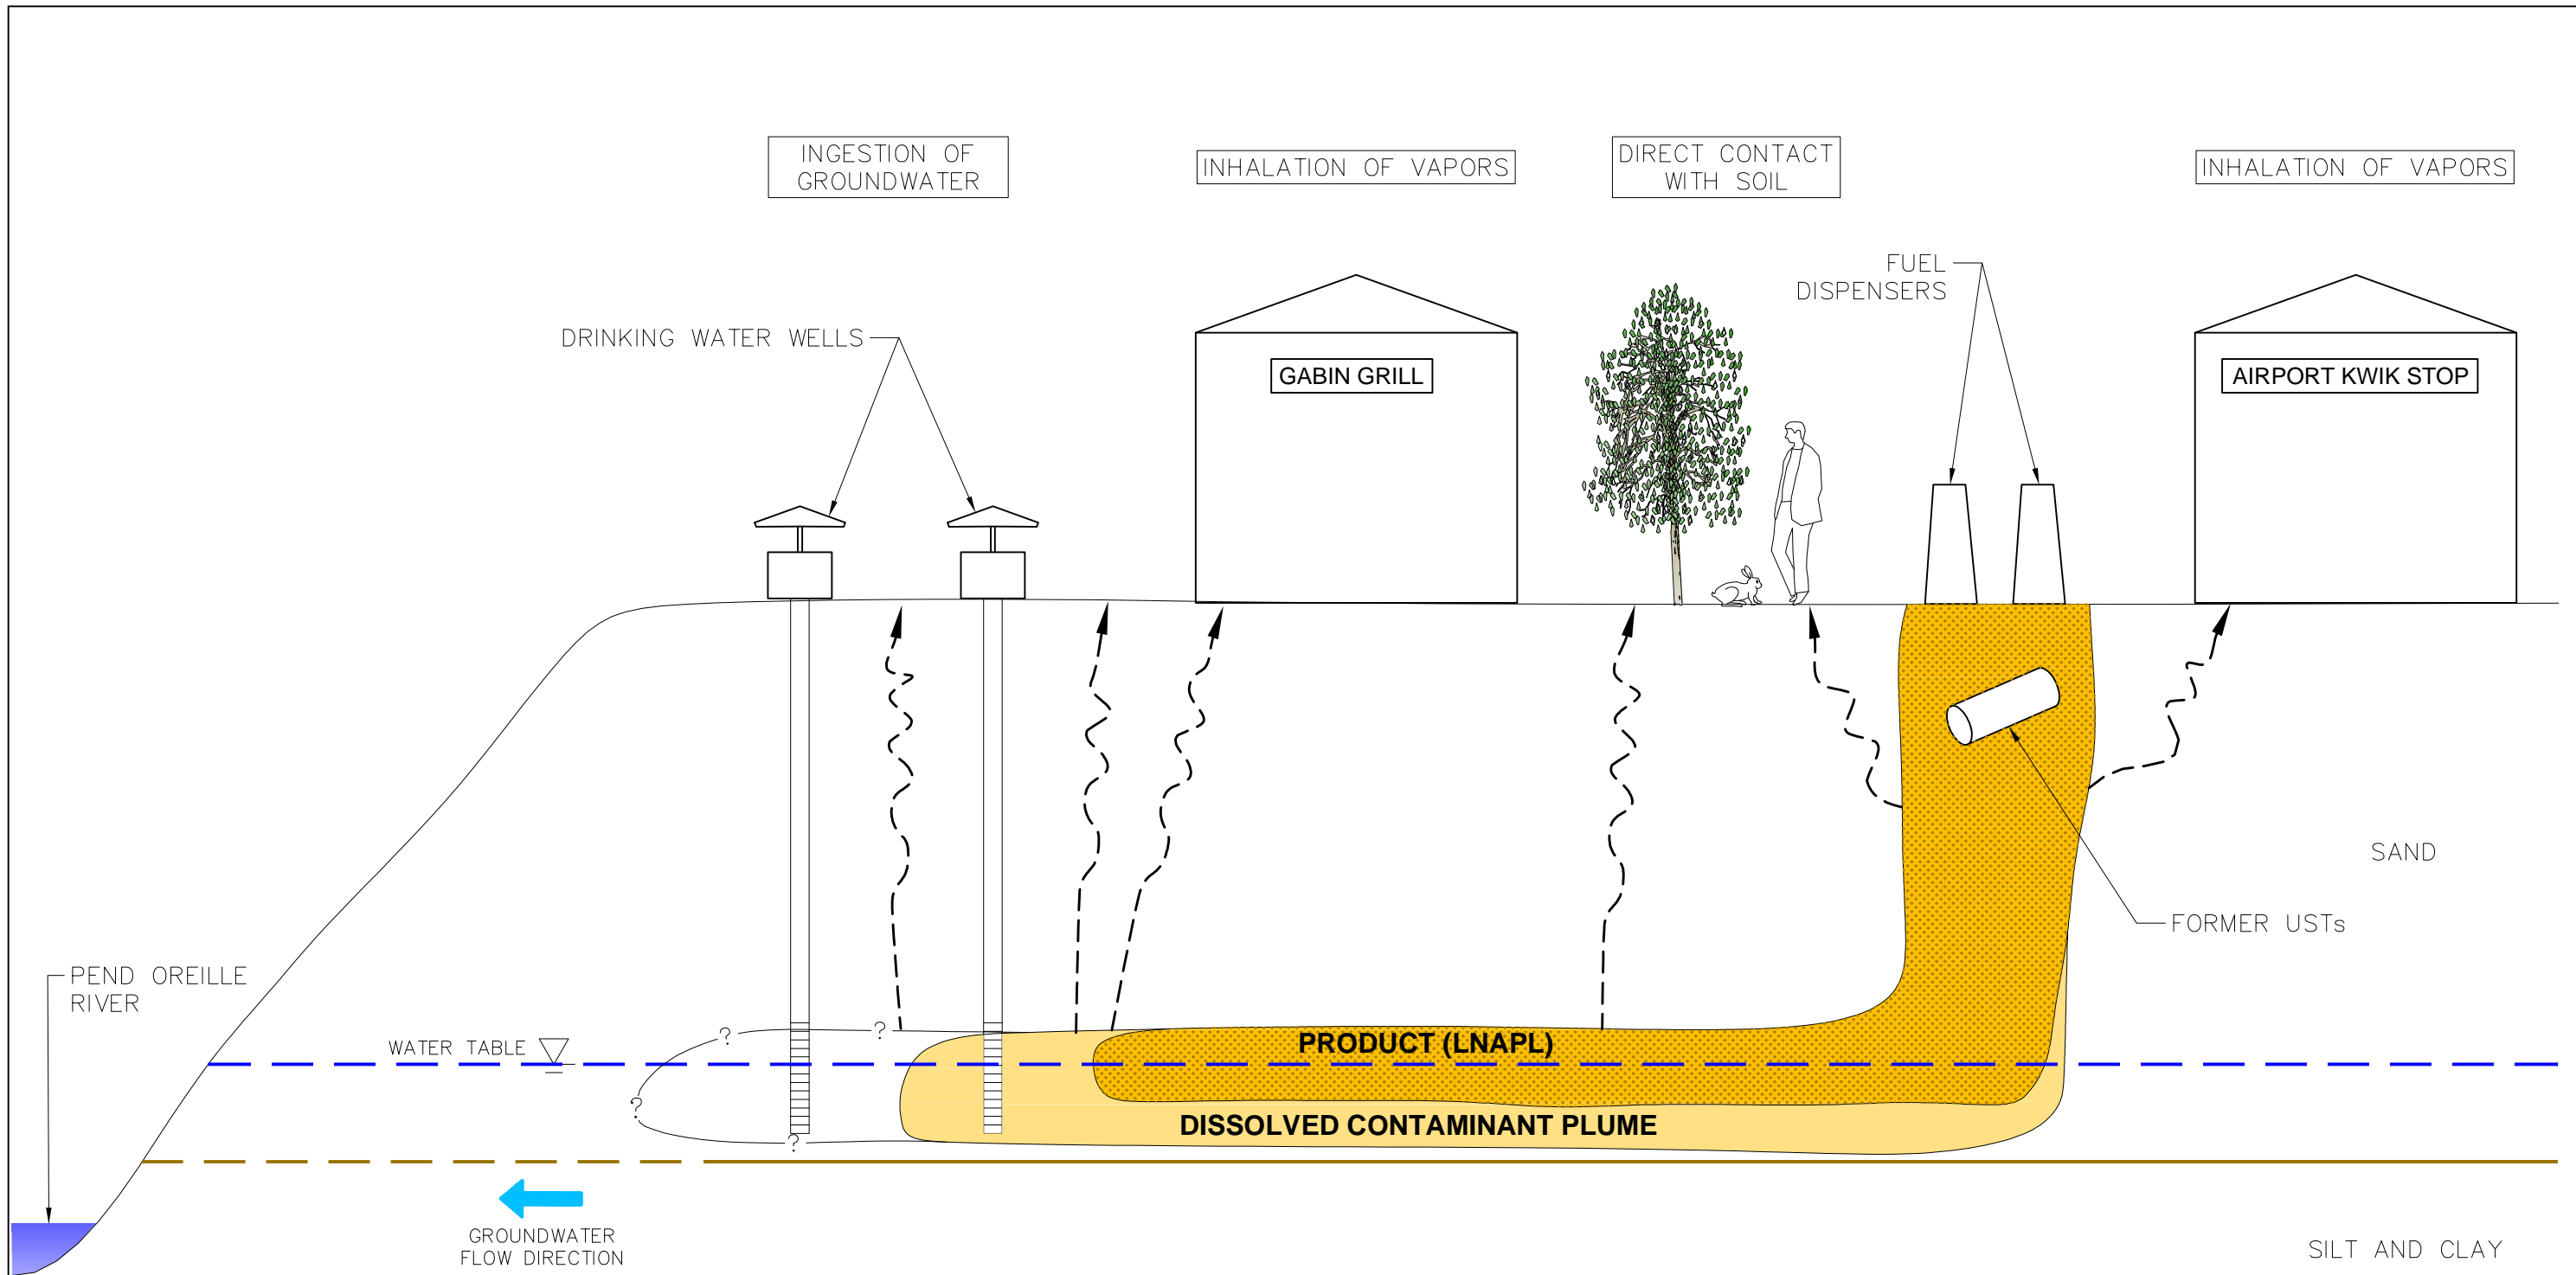 INGESTION OF
GROUNDWATER
INHALATION OF VAPORS
DIRECT CONTACT
WITH SOIL
INHALATION OF VAPORS
FUEL
DISPENSERS
DRINKING WATER WELLS
GABIN GRILL
AIRPORT KWIK STOP
SAND
FORMER USTs
PEND OREILLE
RIVER
WATER TABLE
?
?
?
?
PRODUCT (LNAPL)
DISSOLVED CONTAMINANT PLUME
GROUNDWATER
FLOW DIRECTION
SILT AND CLAY